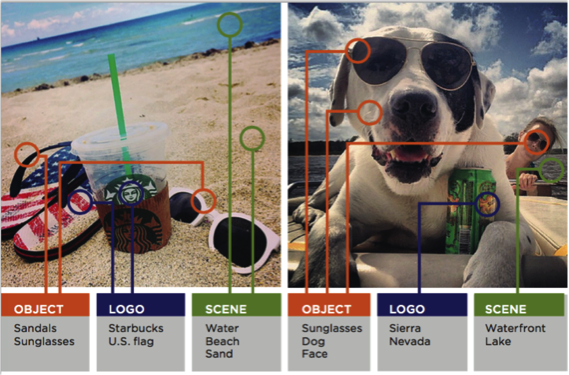 OBJECT
Sandals
Sunglasses
LOGO
Starbucks
U.S. flag
SCENE
Water
Beach
Sand
OBJECT
Sunglasses
Dog
Face
LOGO
Sierra
Nevada
SCENE
Waterfront
Lake